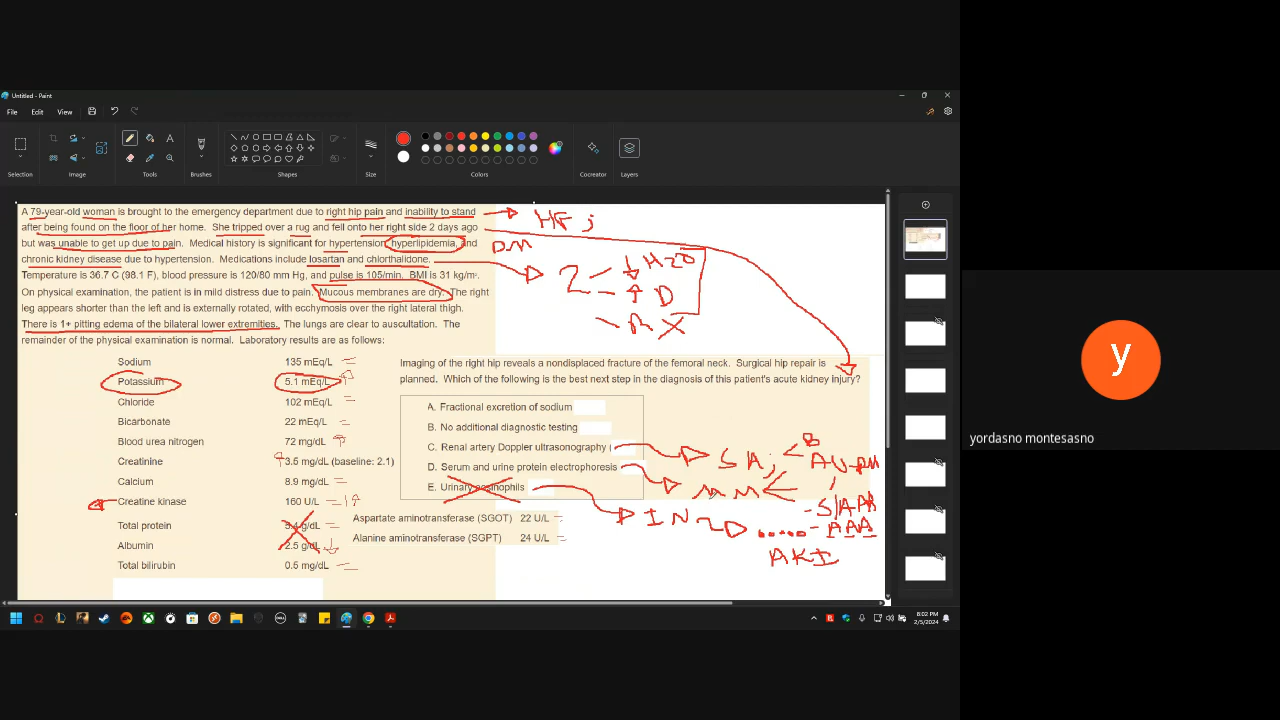 Untitled - Paint
File Edit View
Selection Image Tools Brushes Shapes Size Colors Cocreator Layers
A 79-year-old woman is brought to the emergency department due to right hip pain and inability to stand
after being found on the floor of her home. She tripped over a rug and fell onto her right side 2 days ago
but was unable to get up due to pain. Medical history is significant for hypertension, hyperlipidemia, and
chronic kidney disease due to hypertension. Medications include losartan and chlorthalidone.
Temperature is 36.7 C (98.1 F), blood pressure is 120/80 mm Hg, and pulse is 105/min. BMI is 31 kg/m².
On physical examination, the patient is in mild distress due to pain. Mucous membranes are dry. The right
leg appears shorter than the left and is externally rotated, with ecchymosis over the right lateral thigh.
There is 1+ pitting edema of the bilateral lower extremities. The lungs are clear to auscultation. The
remainder of the physical examination is normal. Laboratory results are as follows:
HF j
DM
2 ↓ H20
↑ D
Sodium 135 mEq/L
Potassium 5.1 mEq/L
Chloride 102 mEq/L
Bicarbonate 22 mEq/L
Blood urea nitrogen 72 mg/dL
Creatinine 3.5 mg/dL (baseline: 2.1)
Calcium 8.9 mg/dL
Creatine kinase 160 U/L
Total protein 5.4 g/dL
Albumin 2.5 g/dL
Total bilirubin 0.6 mg/dL
Aspartate aminotransferase (SGOT) 22 U/L
Alanine aminotransferase (SGPT) 24 U/L
Imaging of the right hip reveals a nondisplaced fracture of the femoral neck. Surgical hip repair is
planned. Which of the following is the best next step in the diagnosis of this patient's acute kidney injury?
A. Fractional excretion of sodium
B. No additional diagnostic testing
C. Renal artery Doppler ultrasonography
D. Serum and urine protein electrophoresis
E. Urinary eosinophils
S A j
B
M M
I N
AKI
yordasno montesasno
y
8:02 PM
2/5/2024